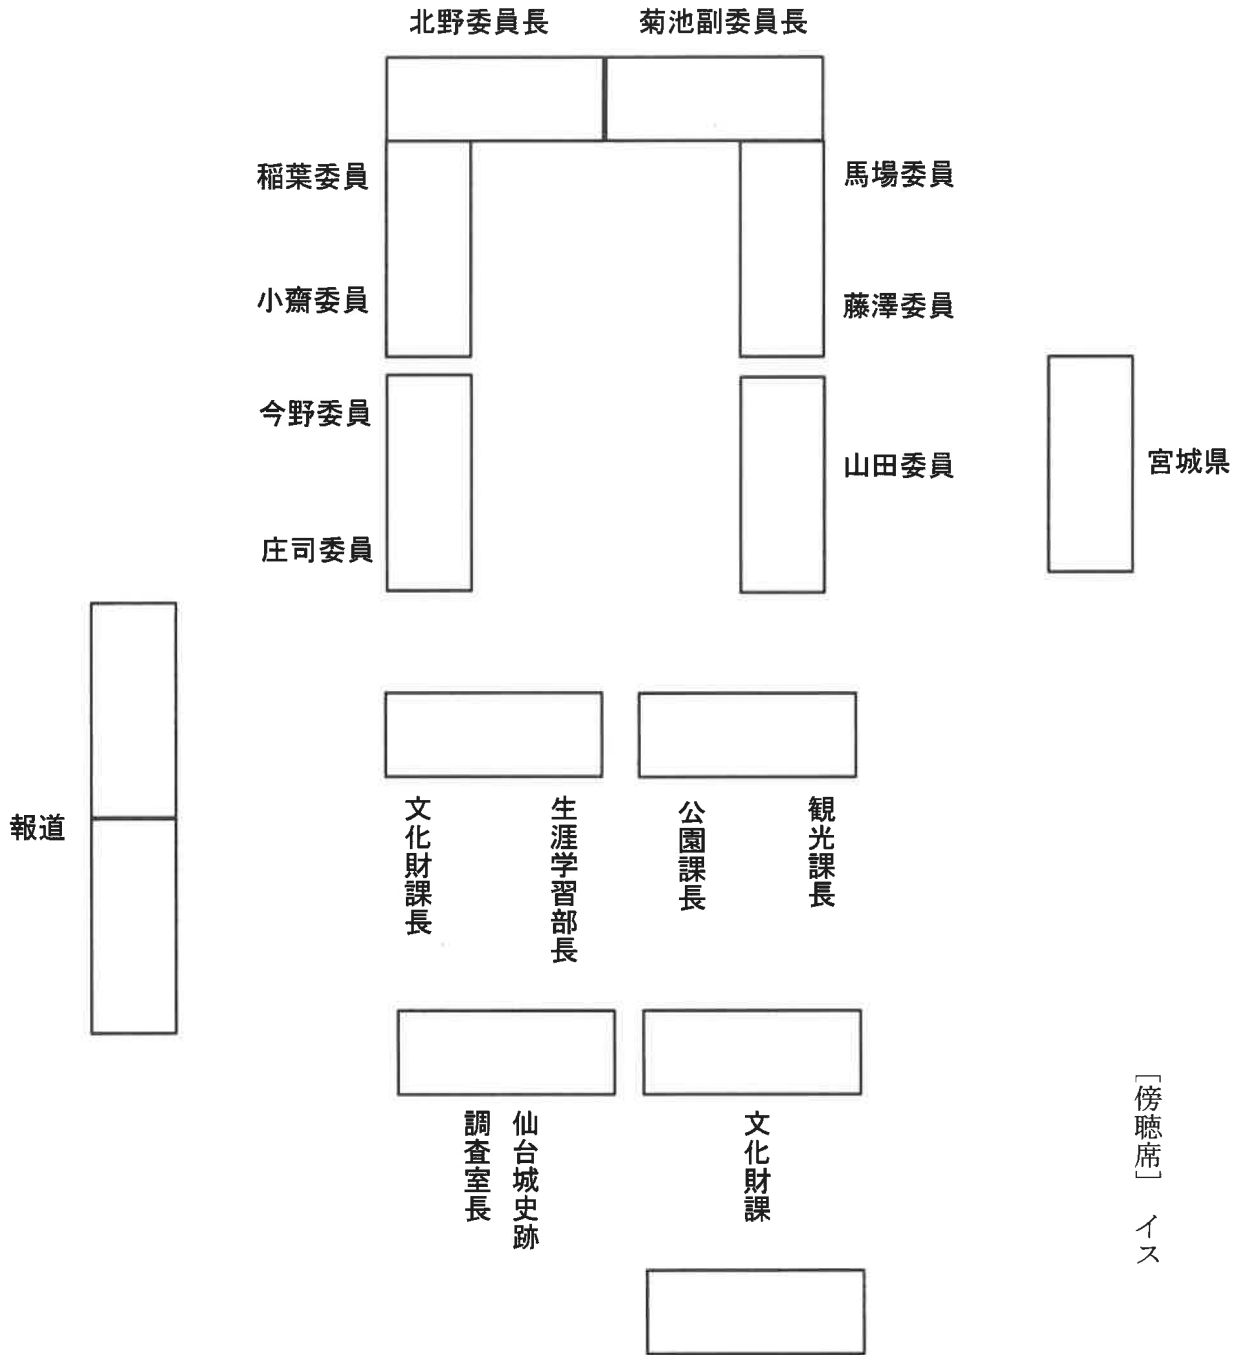 北野委員長
菊池副委員長
稲葉委員
馬場委員
小齋委員
藤澤委員
今野委員
山田委員
宮城県
庄司委員
報道
文化財課長
生涯学習部長
公園課長
観光課長
仙台城史跡
調査室長
文化財課
［傍聴席］　イス